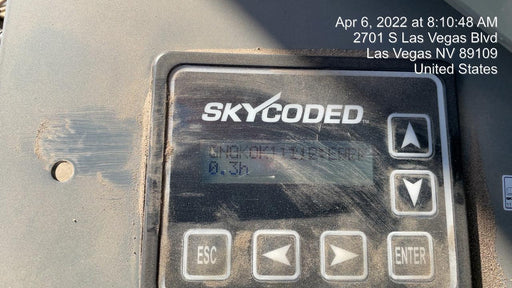 Apr 6, 2022 at 8:10:48 AM
2701 S Las Vegas Blvd
Las Vegas NV 89109
United States
SKYCODED™
0.3h
ESC
ENTER